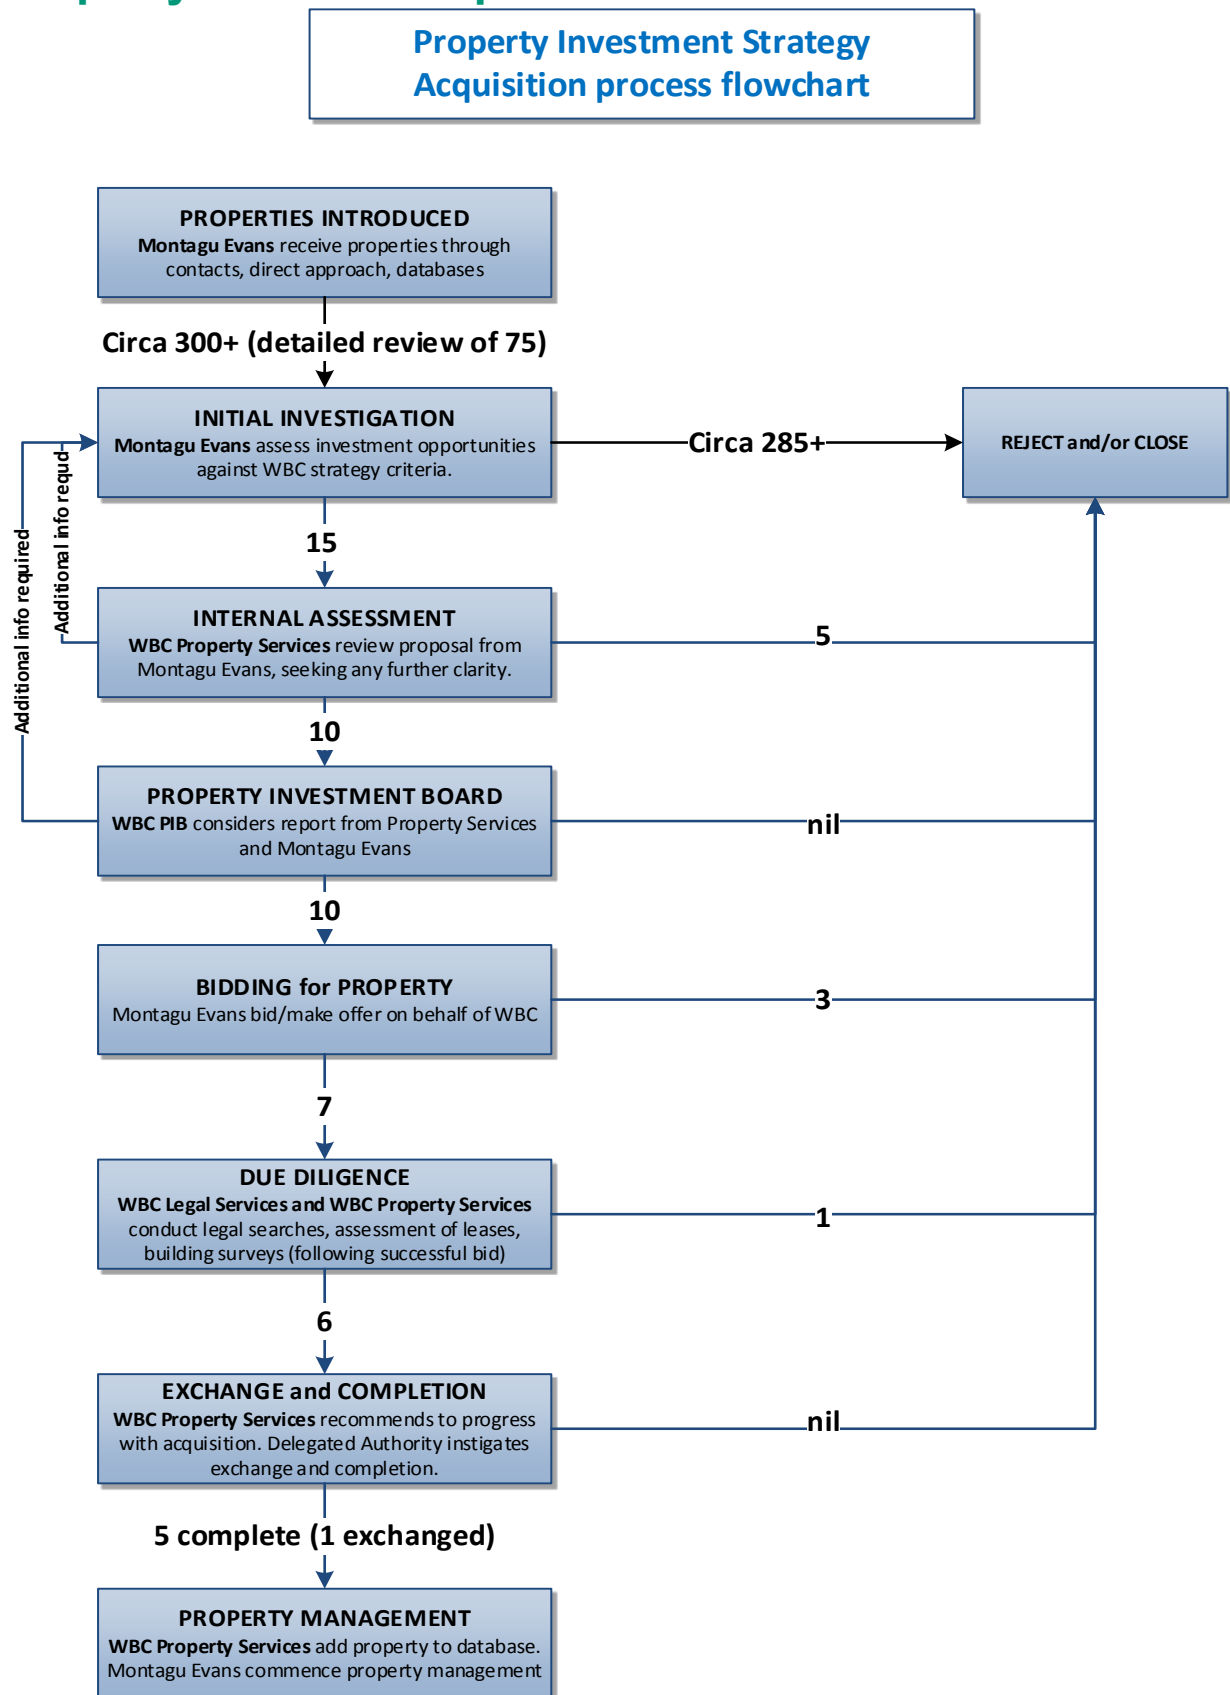 Property Investment Strategy
Acquisition process flowchart
PROPERTIES INTRODUCED
Montagu Evans receive properties through
contacts, direct approach, databases
Circa 300+ (detailed review of 75)
INITIAL INVESTIGATION
Montagu Evans assess investment opportunities
against WBC strategy criteria.
Circa 285+
REJECT and/or CLOSE
Additional info required
Additional info requd
15
INTERNAL ASSESSMENT
WBC Property Services review proposal from
Montagu Evans, seeking any further clarity.
5
10
PROPERTY INVESTMENT BOARD
WBC PIB considers report from Property Services
and Montagu Evans
nil
10
BIDDING for PROPERTY
Montagu Evans bid/make offer on behalf of WBC
3
7
DUE DILIGENCE
WBC Legal Services and WBC Property Services
conduct legal searches, assessment of leases,
building surveys (following successful bid)
1
6
EXCHANGE and COMPLETION
WBC Property Services recommends to progress
with acquisition. Delegated Authority instigates
exchange and completion.
nil
5 complete (1 exchanged)
PROPERTY MANAGEMENT
WBC Property Services add property to database.
Montagu Evans commence property management